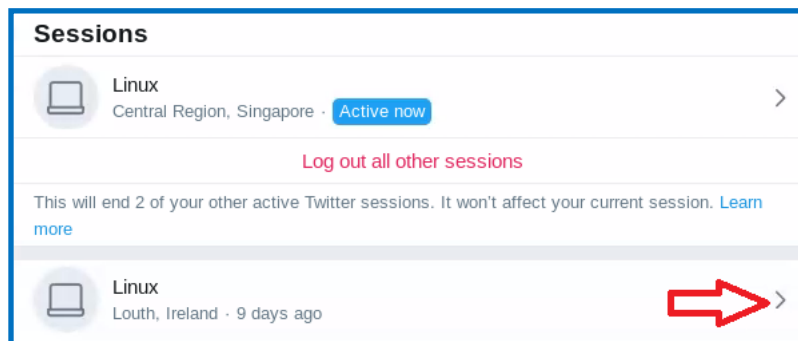 Sessions
Linux
Central Region, Singapore · Active now
Log out all other sessions
This will end 2 of your other active Twitter sessions. It won't affect your current session. Learn
more
Linux
Louth, Ireland · 9 days ago